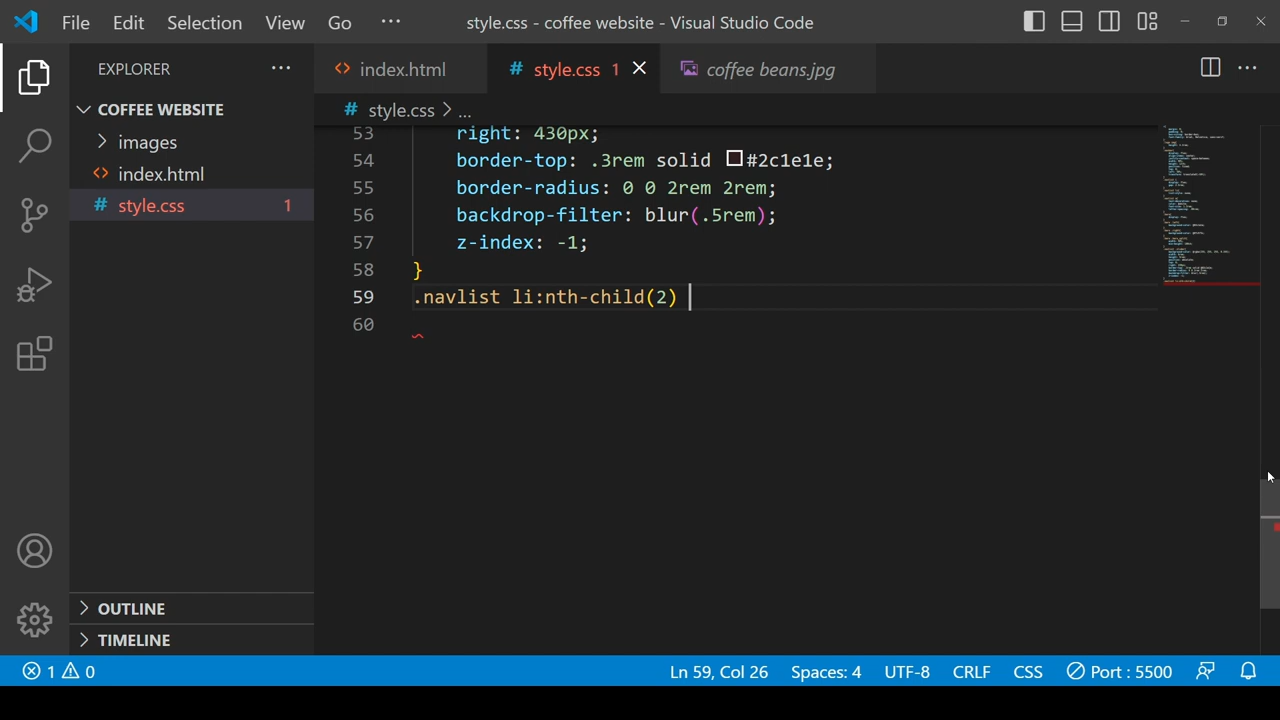 File Edit Selection View Go ··· style.css - coffee website - Visual Studio Code
EXPLORER ···
COFFEE WEBSITE
images
index.html
style.css 1
OUTLINE
TIMELINE
index.html # style.css 1 coffee beans.jpg ···
# style.css > ...
53 right: 430px;
54 border-top: .3rem solid #2c1e1e;
55 border-radius: 0 0 2rem 2rem;
56 backdrop-filter: blur(.5rem);
57 z-index: -1;
58 }
59 .navlist li:nth-child(2)
60
1 0 Ln 59, Col 26 Spaces: 4 UTF-8 CRLF CSS Port : 5500